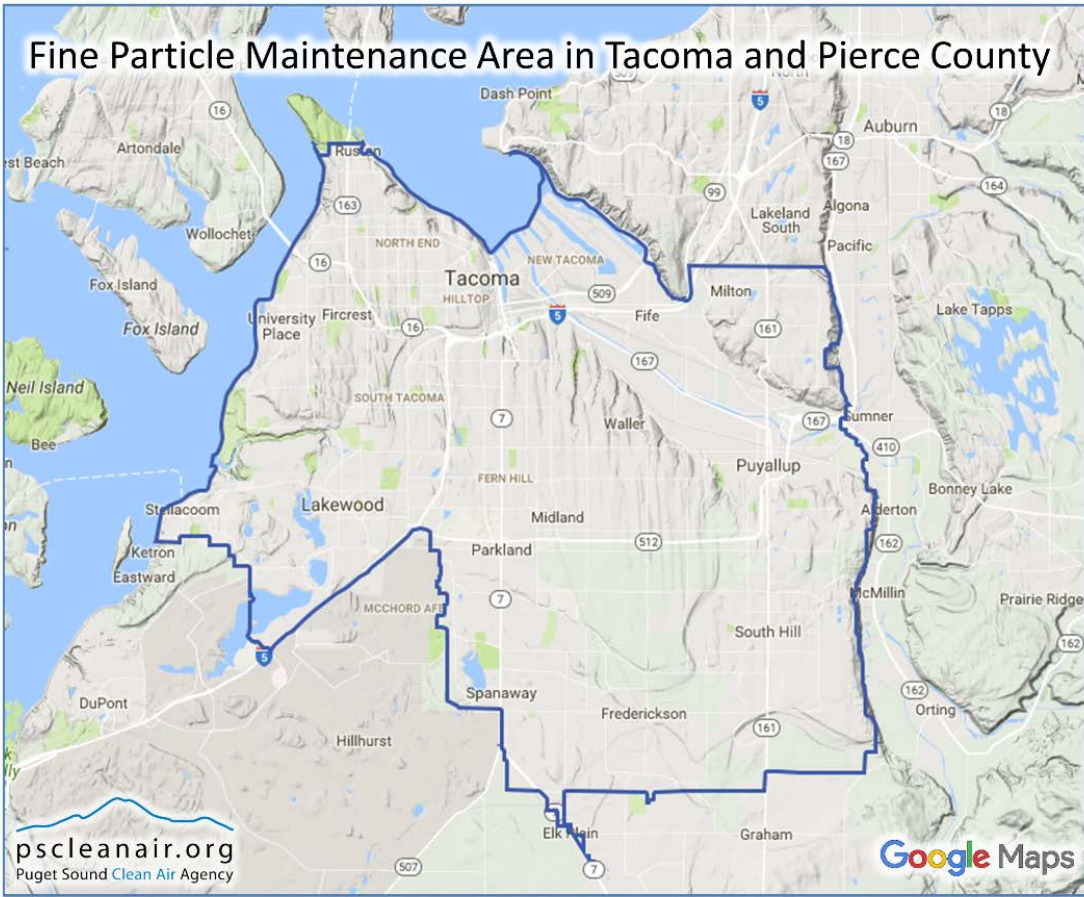 Fine Particle Maintenance Area in Tacoma and Pierce County
Dash Point
5
16
Artondale
Ruston
18
Auburn
18
167
163
99
164
Wollochet
Lakeland
South
Algona
NORTH END
Pacific
16
NEW TACOMA
Fox Island
Tacoma
HILLTOP
509
Milton
Fox Island
University
Place
Fircrest
16
5
Fife
161
Lake Tapps
167
Neil Island
SOUTH TACOMA
7
Waller
167
Sumner
Bee
410
Puyallup
FERN HILL
Bonney Lake
Steilacoom
Lakewood
Midland
Alderton
Ketron
Parkland
512
162
Eastward
7
MCCHORD AFB
McMillin
Prairie Ridge
South Hill
162
5
Spanaway
162
DuPont
Frederickson
Orting
161
Hillhurst
Elk Plain
Graham
pscleanair.org
Puget Sound Clean Air Agency
507
7
Google Maps